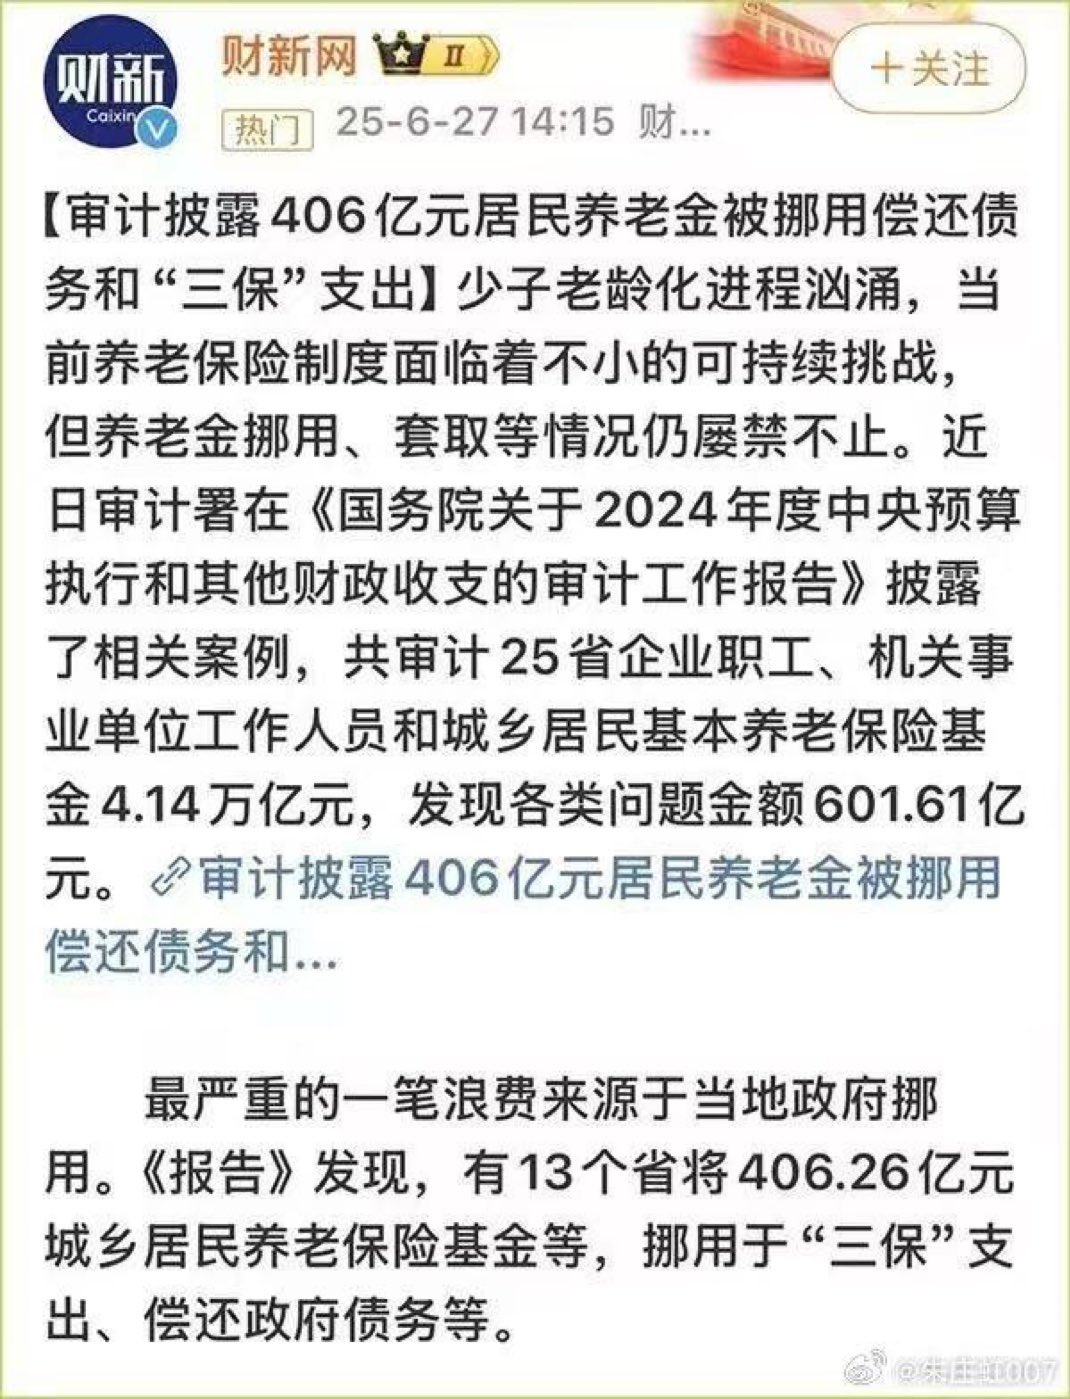 财新
Caixin
财新网
II
+关注
热门 25-6-27 14:15 财...
【审计披露406亿元居民养老金被挪用偿还债
务和“三保”支出】少子老龄化进程汹涌，当
前养老保险制度面临着不小的可持续挑战，
但养老金挪用、套取等情况仍屡禁不止。近
日审计署在《国务院关于2024年度中央预算
执行和其他财政收支的审计工作报告》披露
了相关案例，共审计25省企业职工、机关事
业单位工作人员和城乡居民基本养老保险基
金4.14万亿元，发现各类问题金额601.61亿
元。审计披露406亿元居民养老金被挪用
偿还债务和...
最严重的一笔浪费来源于当地政府挪
用。《报告》发现，有13个省将406.26亿元
城乡居民养老保险基金等，挪用于“三保”支
出、偿还政府债务等。
@朱庄虹007